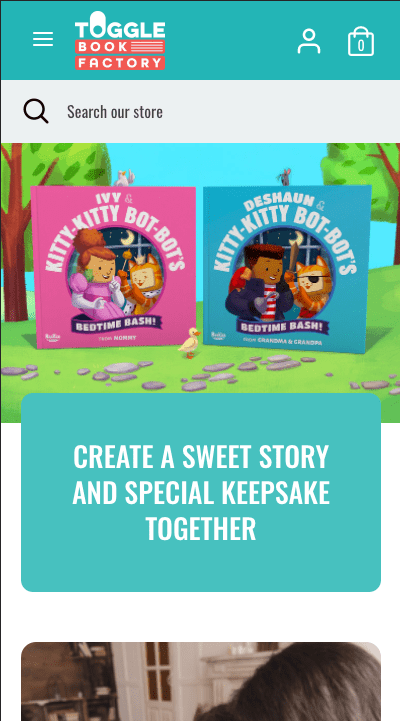 TOGGLE
BOOK
FACTORY
0
Search our store
IVY &
KITTY-KITTY BOT-BOT'S
BEDTIME BASH!
FROM MOMMY
DESHAUN &
KITTY-KITTY BOT-BOT'S
BEDTIME BASH!
FROM GRANDMA & GRANDPA
CREATE A SWEET STORY
AND SPECIAL KEEPSAKE
TOGETHER